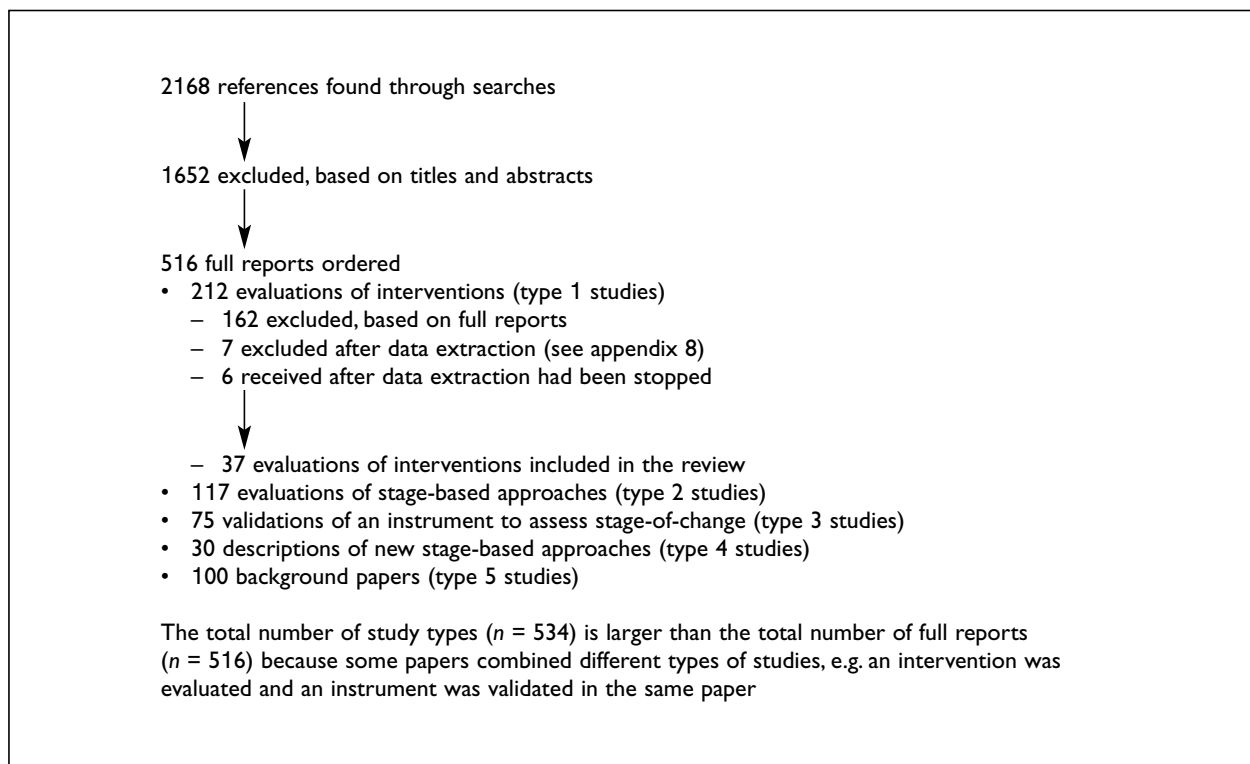 2168 references found through searches
1652 excluded, based on titles and abstracts
516 full reports ordered
• 212 evaluations of interventions (type 1 studies)
– 162 excluded, based on full reports
– 7 excluded after data extraction (see appendix 8)
– 6 received after data extraction had been stopped
– 37 evaluations of interventions included in the review
• 117 evaluations of stage-based approaches (type 2 studies)
• 75 validations of an instrument to assess stage-of-change (type 3 studies)
• 30 descriptions of new stage-based approaches (type 4 studies)
• 100 background papers (type 5 studies)
The total number of study types (n = 534) is larger than the total number of full reports
(n = 516) because some papers combined different types of studies, e.g. an intervention was
evaluated and an instrument was validated in the same paper